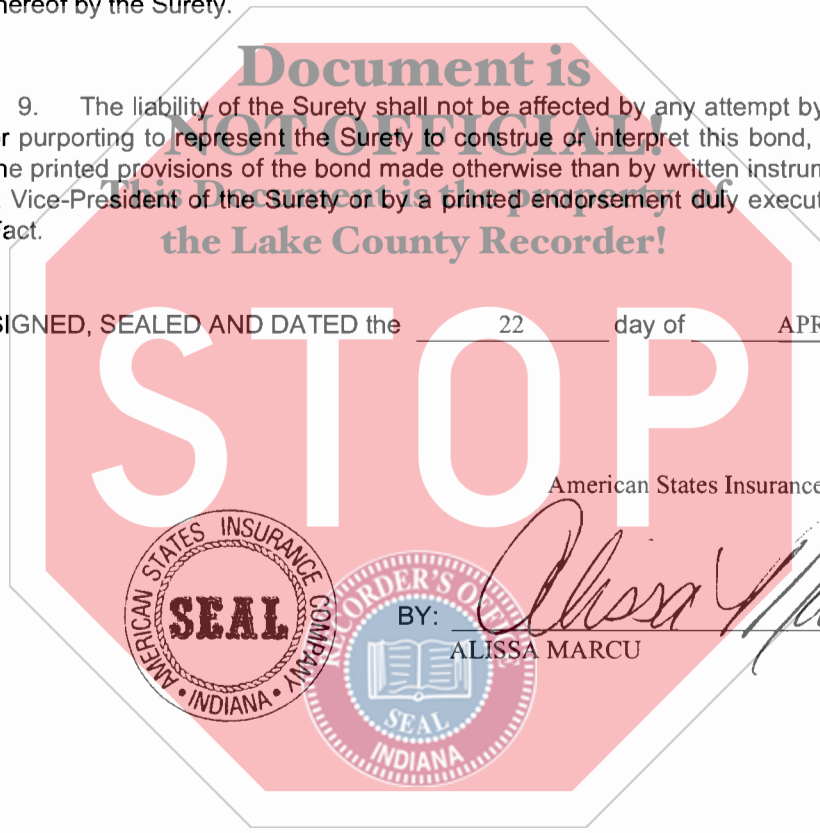 hereof by the Surety.
Document is
9. The liability of the Surety shall not be affected by any attempt by
r purporting to represent the Surety to construe or interpret this bond,
NOT OFFICIAL!
he printed provisions of the bond made otherwise than by written instrum
This Document is the property of
Vice-President of the Surety or by a printed endorsement duly execut
Fact.
the Lake County Recorder!
SIGNED, SEALED AND DATED the 22 day of APR
STOP
American States Insurance
AMERICAN STATES INSURANCE COMPANY
SEAL
• INDIANA •
RECORDER'S OFFICE
SEAL
INDIANA
BY: Alissa
ALISSA MARCU